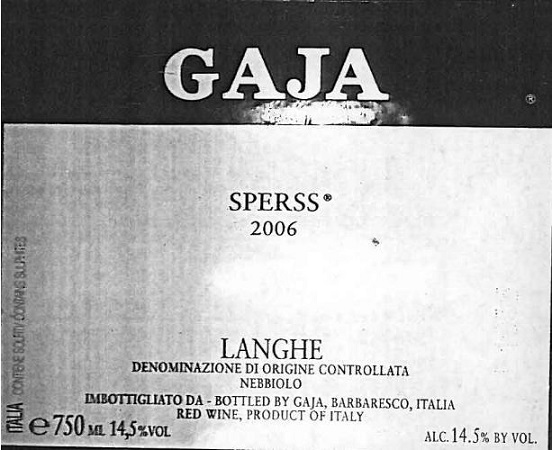 GAJA
®
SPERSS®
2006
LANGHE
DENOMINAZIONE DI ORIGINE CONTROLLATA
NEBBIOLO
IMBOTTIGLIATO DA - BOTTLED BY GAJA, BARBARESCO, ITALIA
RED WINE, PRODUCT OF ITALY
ITALIA CONTIENE SOLFITI/CONTAINS SULPHITES
e 750 ML 14,5%VOL
ALC. 14.5% BY VOL.